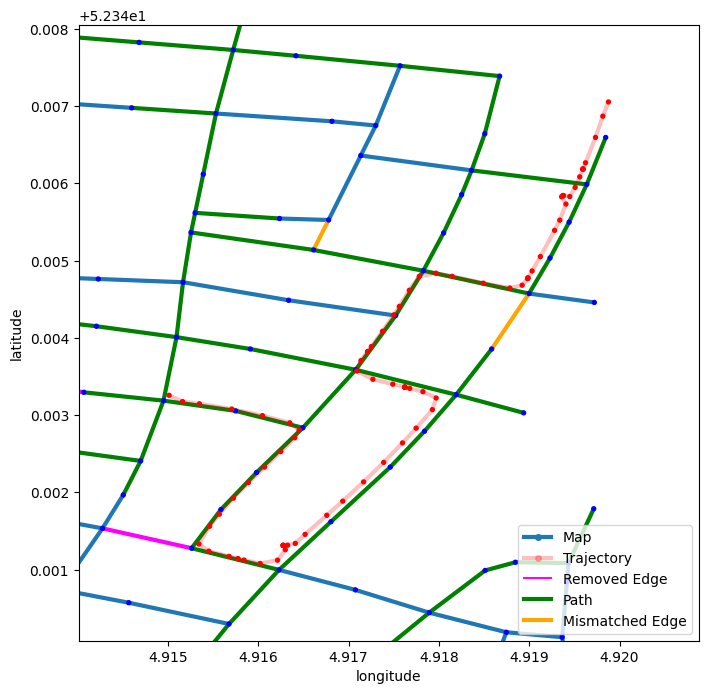 +5.234e1
0.008
0.007
0.006
0.005
0.004
0.003
0.002
0.001
latitude
4.915
4.916
4.917
4.918
4.919
4.920
longitude
Map
Trajectory
Removed Edge
Path
Mismatched Edge